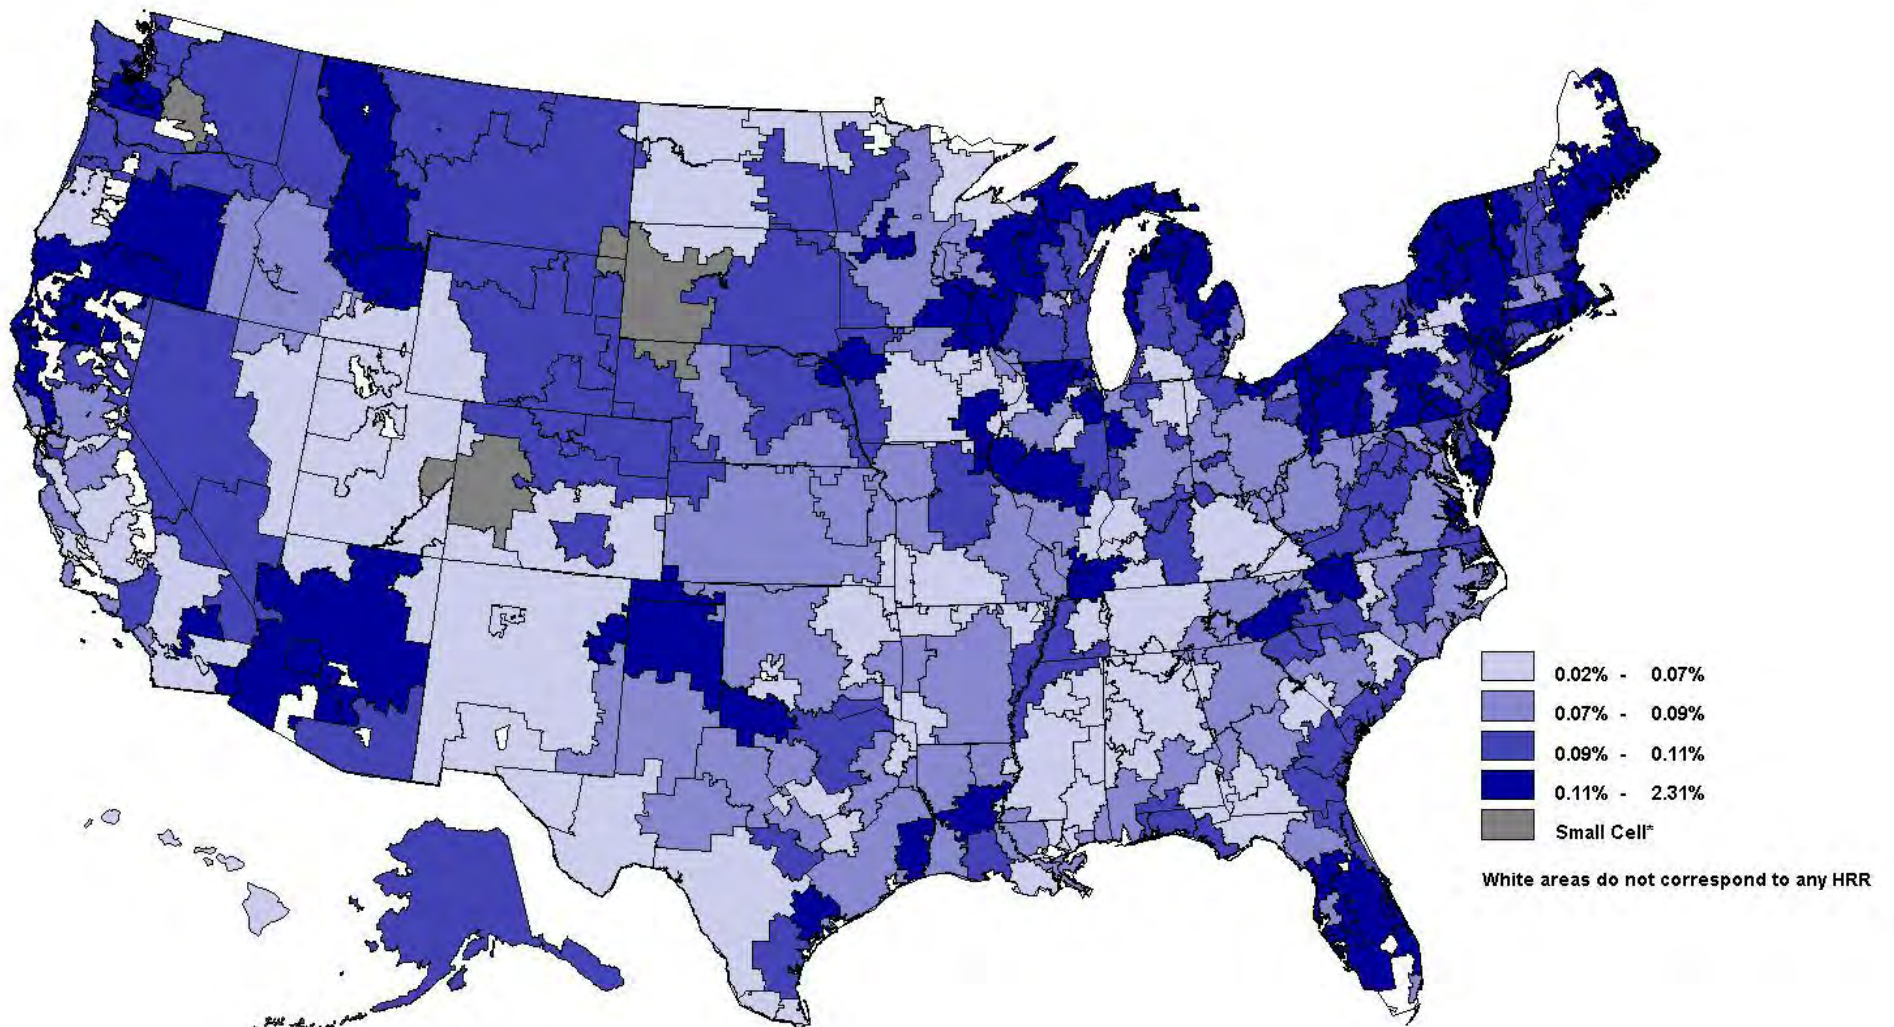 0.02% - 0.07%
0.07% - 0.09%
0.09% - 0.11%
0.11% - 2.31%
Small Cell*
White areas do not correspond to any HRR